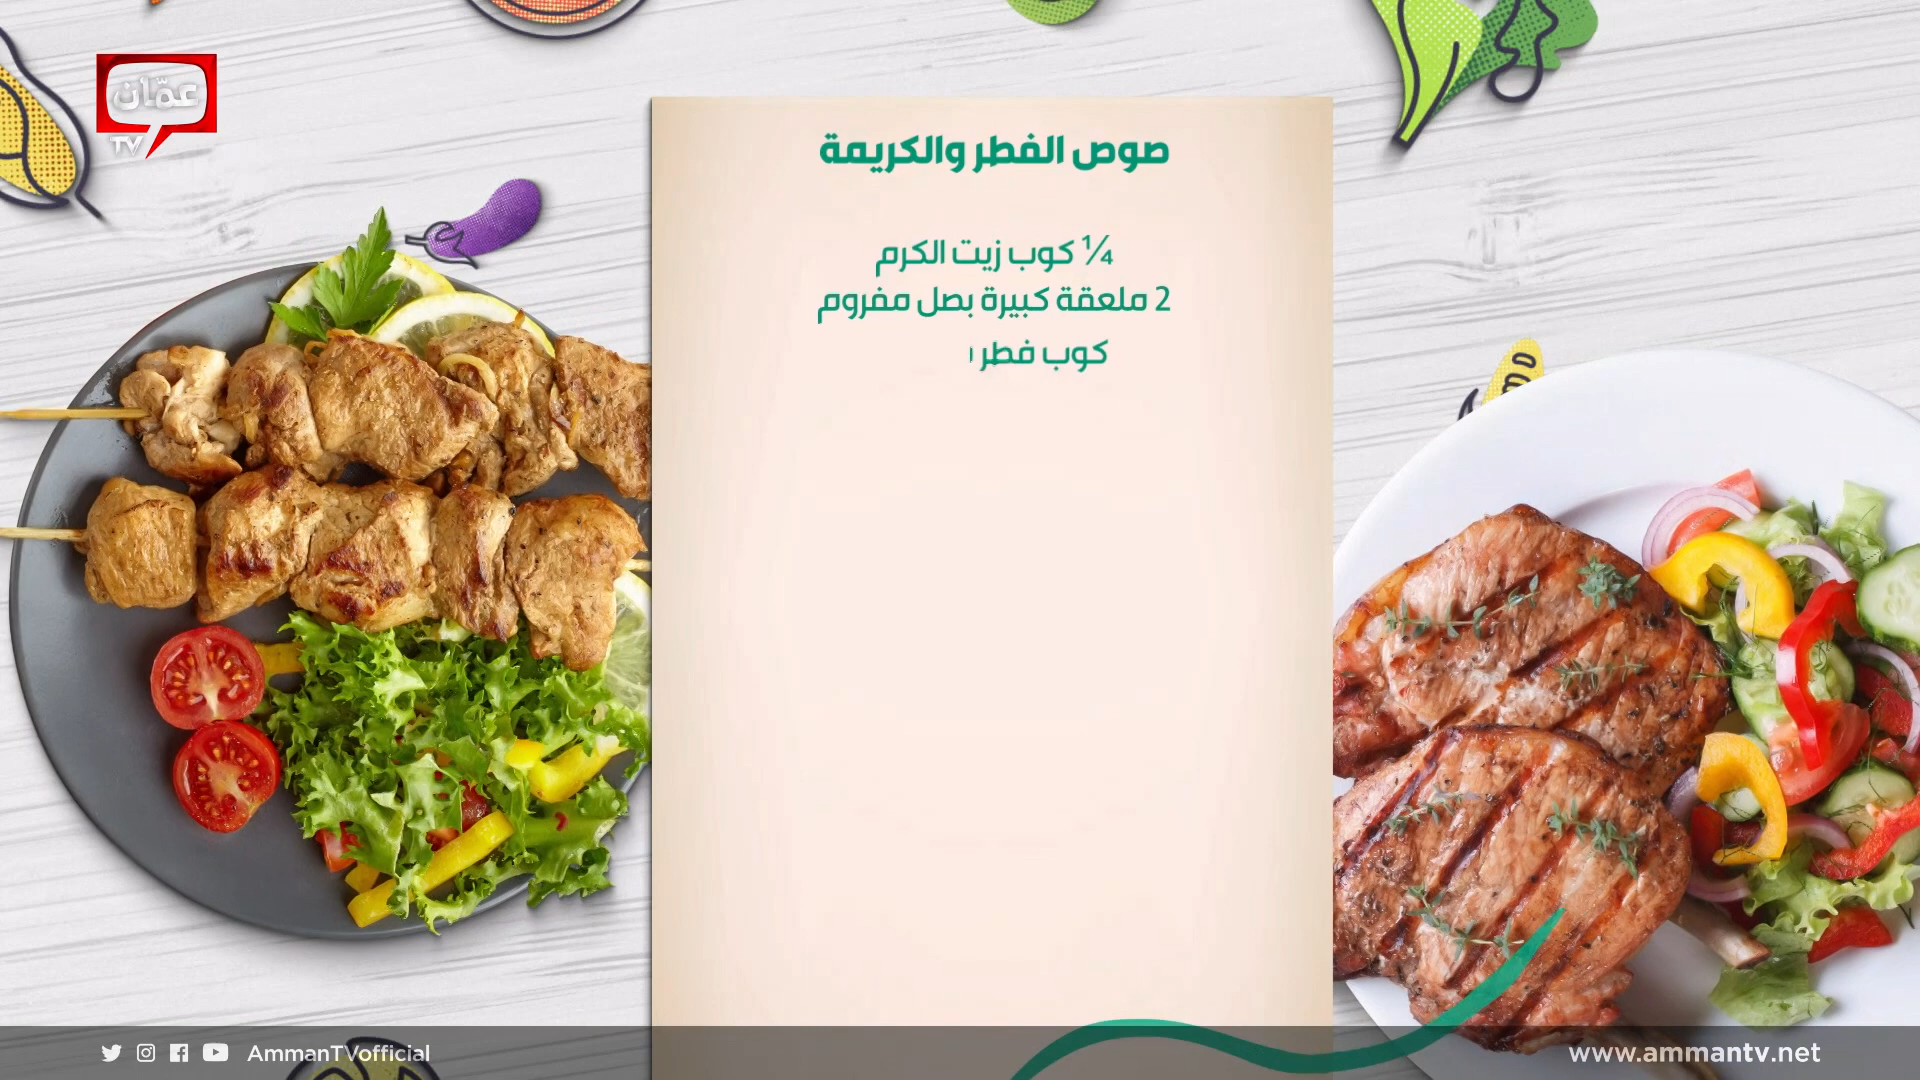 عمّان
TV
صوص الفطر والكريمة
¼ كوب زيت الكرم
2 ملعقة كبيرة بصل مفروم
كوب فطر
AmmanTVofficial
www.ammantv.net